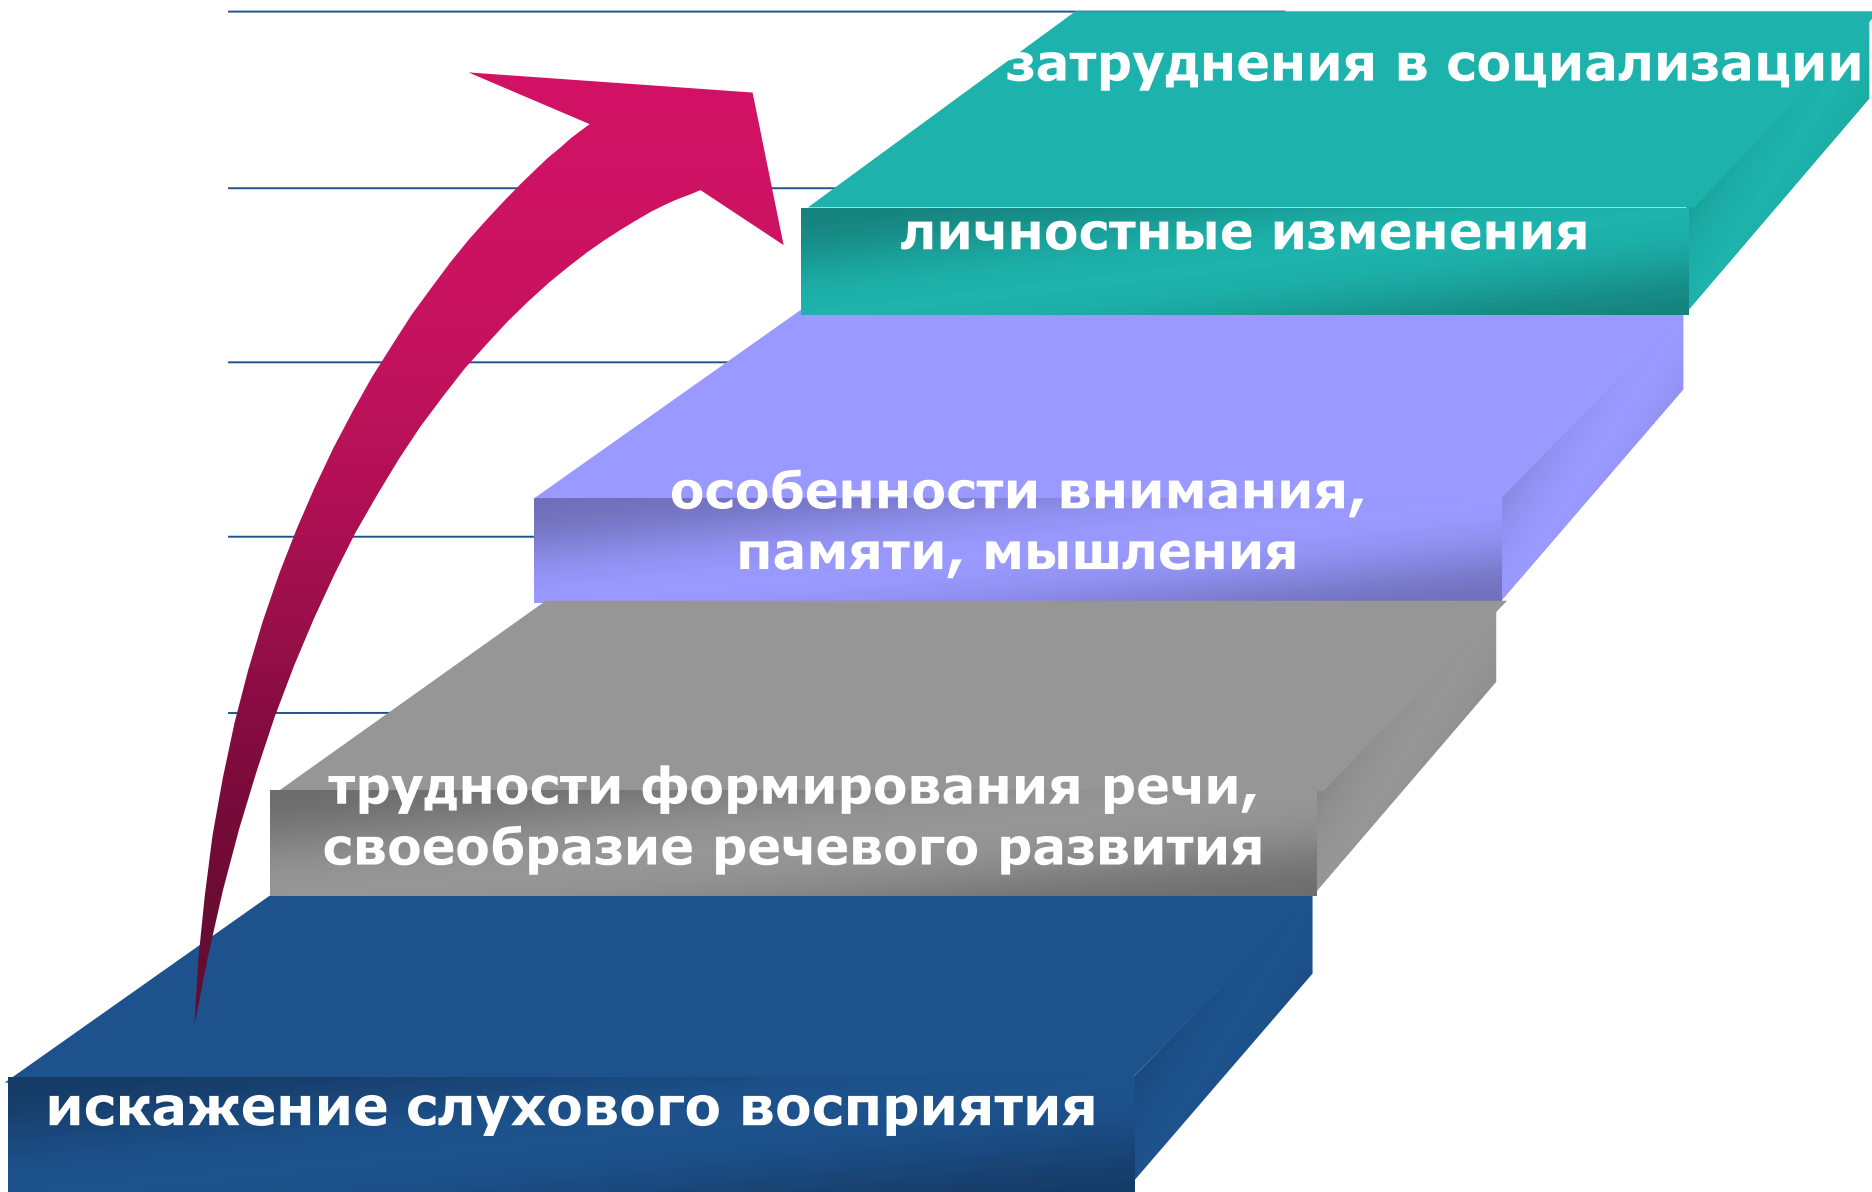 затруднения в социализации
личностные изменения
особенности внимания,
памяти, мышления
трудности формирования речи,
своеобразие речевого развития
искажение слухового восприятия